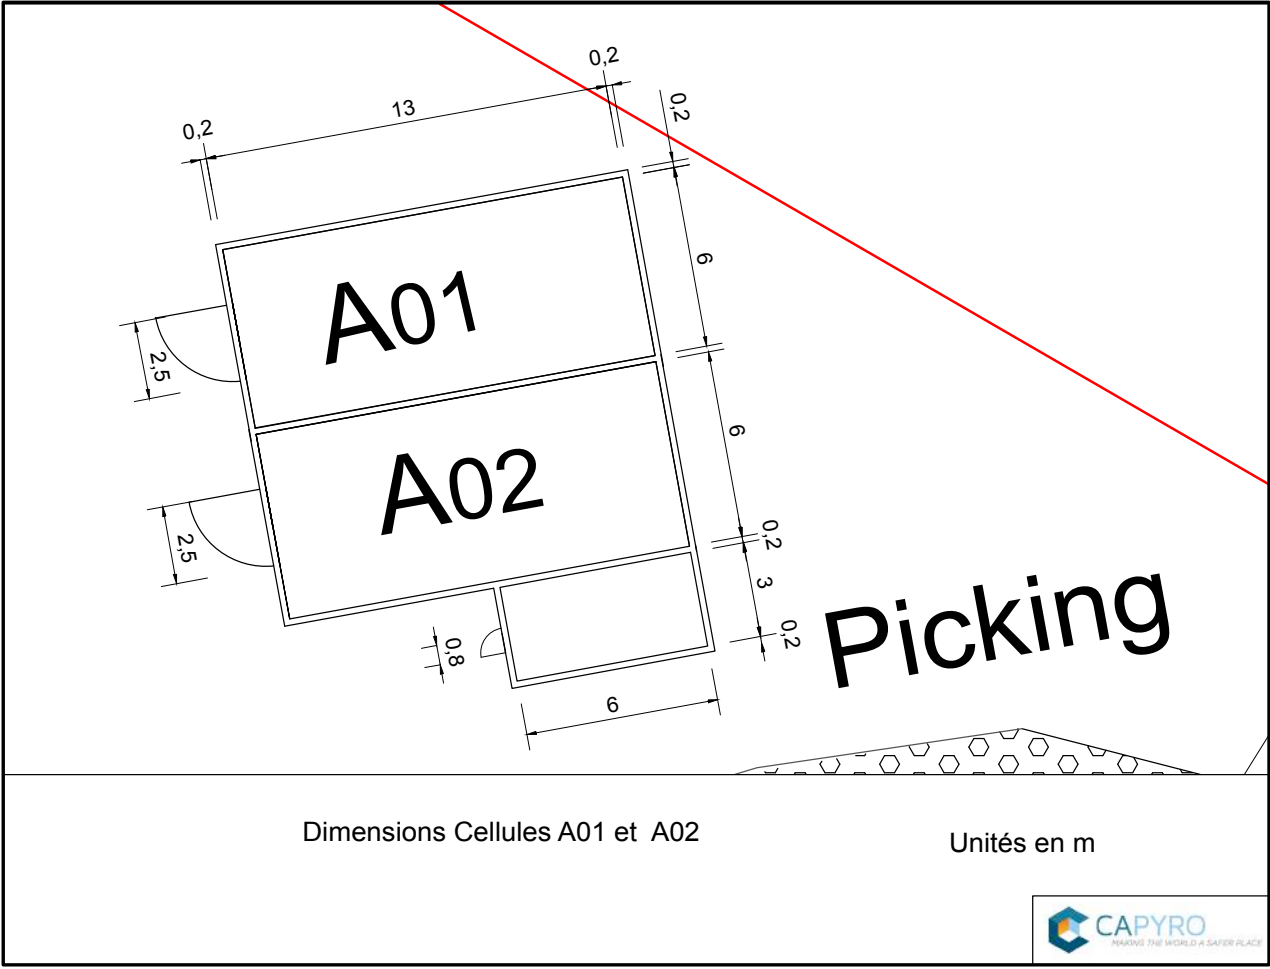 0,2
13
0,2
0,2
6
A01
2,5
6
A02
2,5
0,2
3
0,2
0,8
6
Picking
Dimensions Cellules A01 et A02
Unités en m
CAPYRO
MAKING THE WORLD A SAFER PLACE